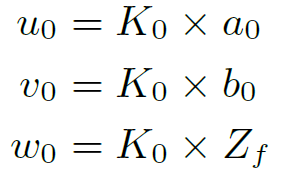 u₀ = K₀ × a₀
v₀ = K₀ × b₀
w₀ = K₀ × Z_f